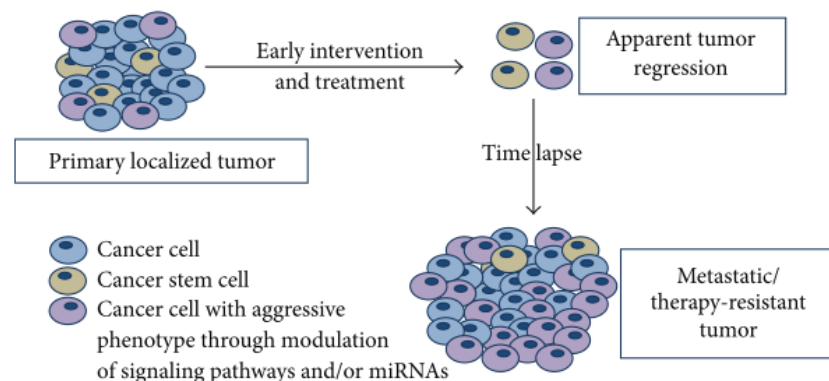 Early intervention
and treatment
Apparent tumor
regression
Primary localized tumor
Time lapse
Cancer cell
Cancer stem cell
Cancer cell with aggressive
phenotype through modulation
of signaling pathways and/or miRNAs
Metastatic/
therapy-resistant
tumor